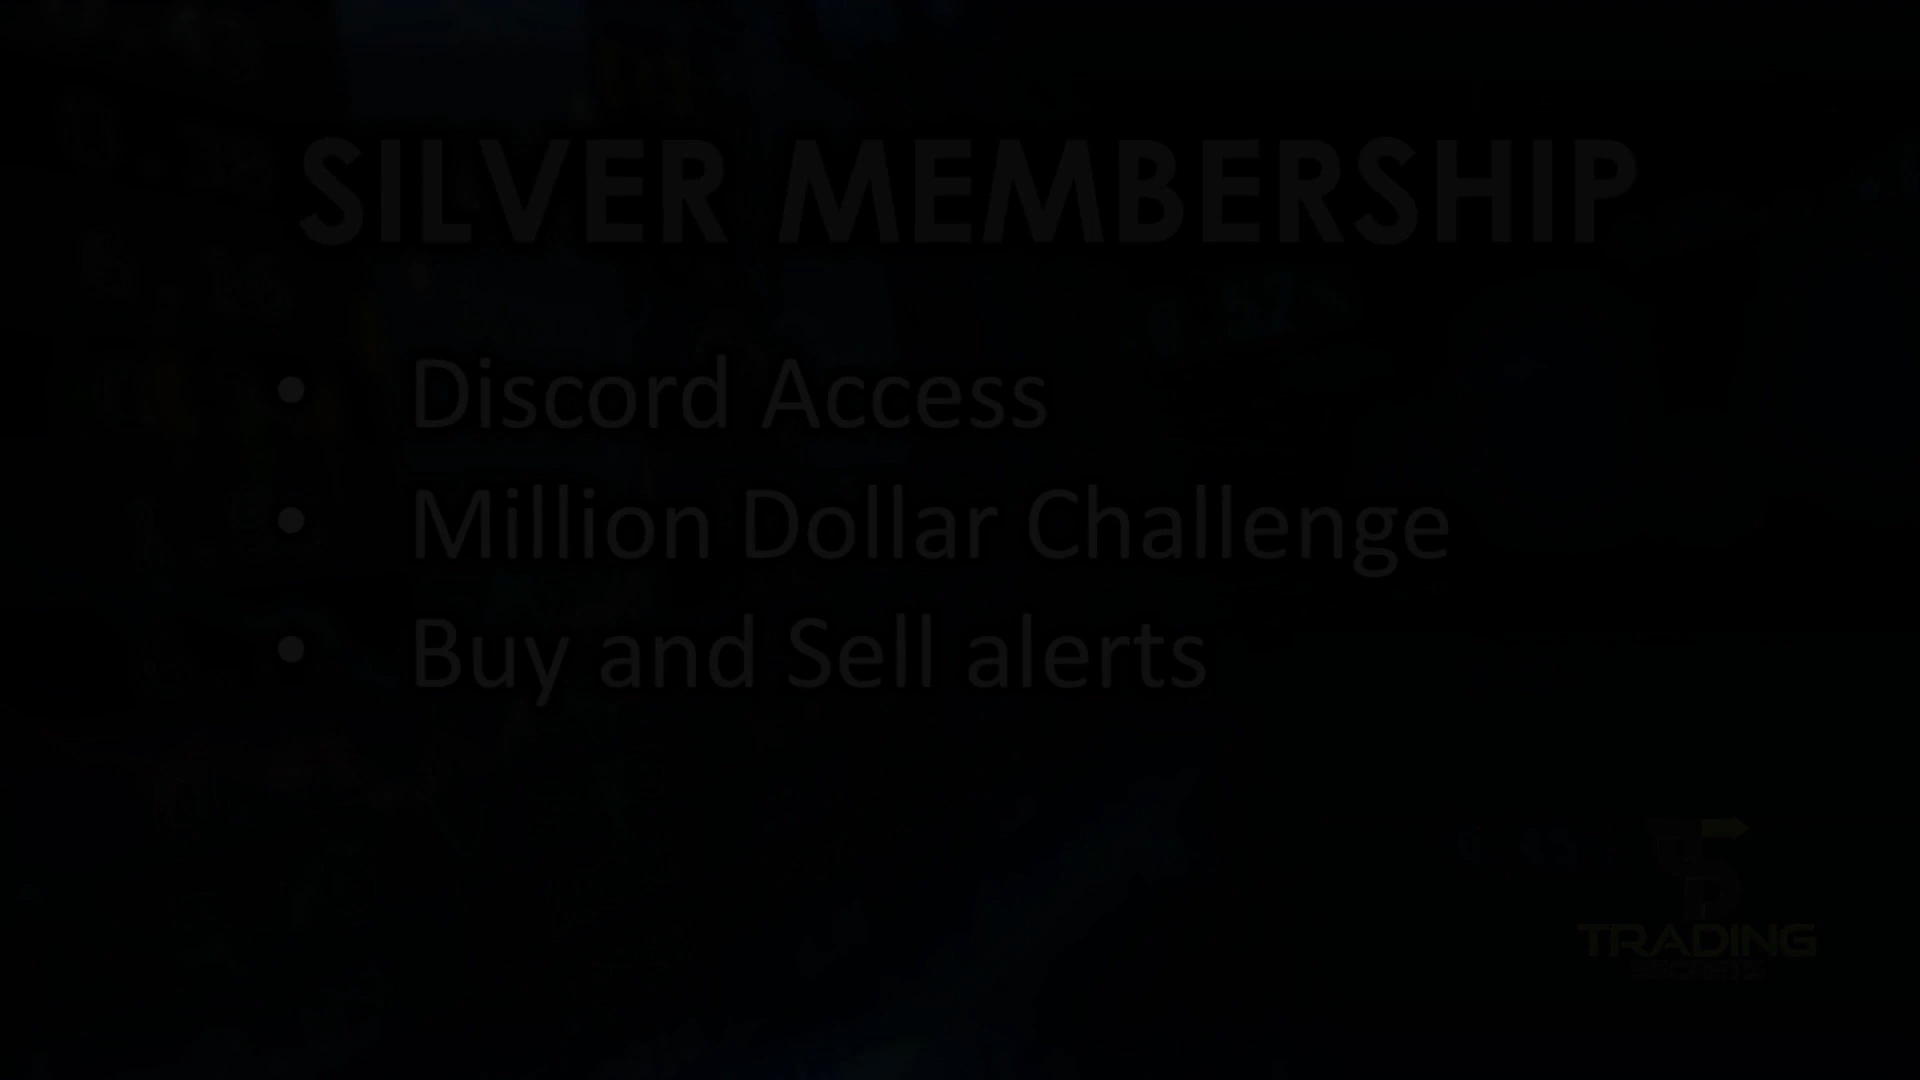 SILVER MEMBERSHIP
• Discord Access
• Million Dollar Challenge
• Buy and Sell alerts
TRADING